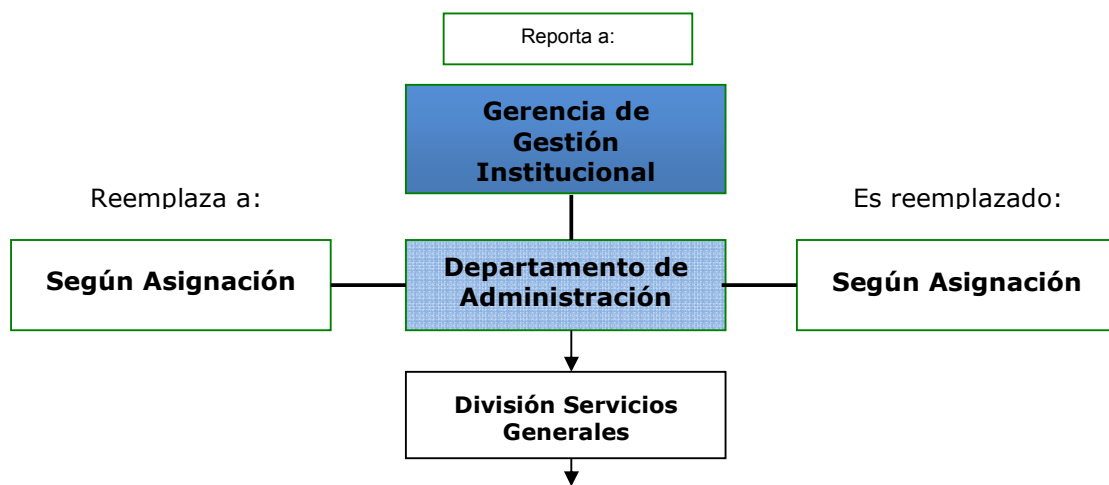 Reporta a:
Gerencia de
Gestión
Institucional
Reemplaza a:
Es reemplazado:
Según Asignación
Departamento de
Administración
Según Asignación
División Servicios
Generales